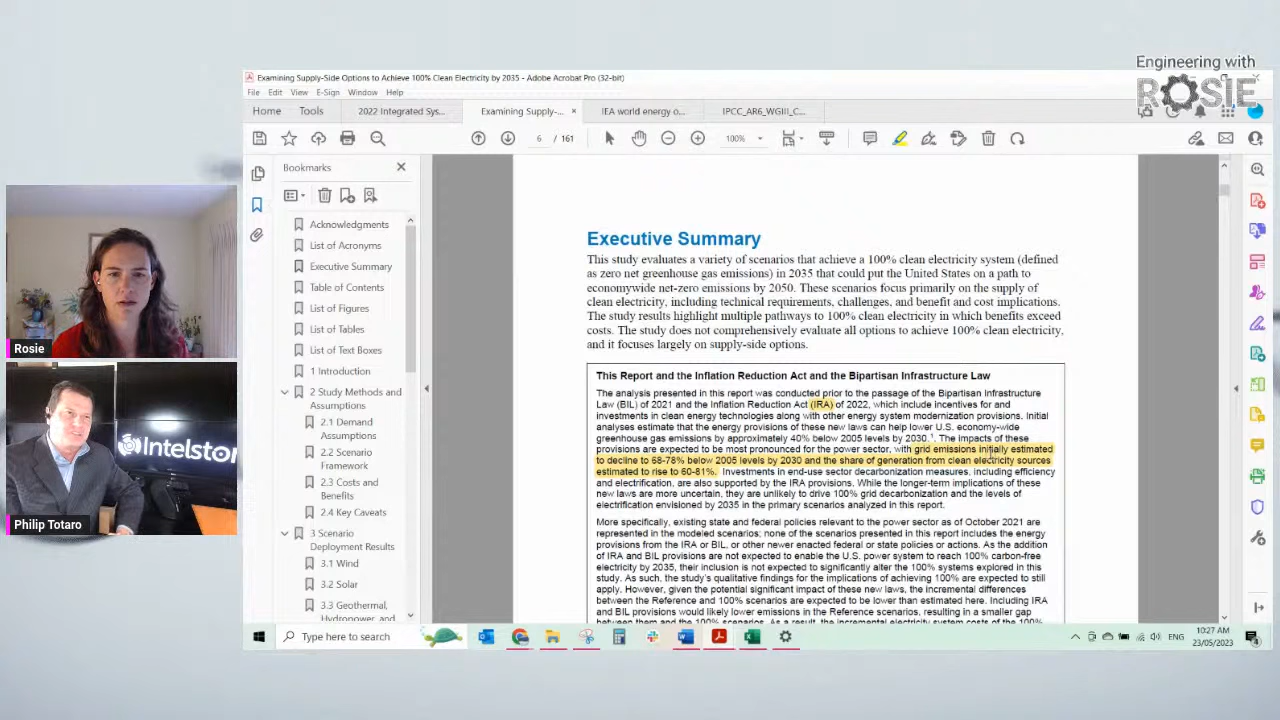 Engineering with
ROSIE
Examining Supply-Side Options to Achieve 100% Clean Electricity by 2035 - Adobe Acrobat Pro (32-bit)
File Edit View E-Sign Window Help
Home Tools 2022 Integrated Sys... Examining Supply-... × IEA world energy o... IPCC_AR6_WGIII_C...
6 / 161 100%
Bookmarks
Acknowledgments
List of Acronyms
Executive Summary
Table of Contents
List of Figures
List of Tables
List of Text Boxes
1 Introduction
2 Study Methods and
Assumptions
2.1 Demand
Assumptions
2.2 Scenario
Framework
2.3 Costs and
Benefits
2.4 Key Caveats
3 Scenario
Deployment Results
3.1 Wind
3.2 Solar
3.3 Geothermal,
Hydropower, and
Executive Summary
This study evaluates a variety of scenarios that achieve a 100% clean electricity system (defined
as zero net greenhouse gas emissions) in 2035 that could put the United States on a path to
economywide net-zero emissions by 2050. These scenarios focus primarily on the supply of
clean electricity, including technical requirements, challenges, and benefit and cost implications.
The study results highlight multiple pathways to 100% clean electricity in which benefits exceed
costs. The study does not comprehensively evaluate all options to achieve 100% clean electricity,
and it focuses largely on supply-side options.
This Report and the Inflation Reduction Act and the Bipartisan Infrastructure Law
The analysis presented in this report was conducted prior to the passage of the Bipartisan Infrastructure
Law (BIL) of 2021 and the Inflation Reduction Act (IRA) of 2022, which include incentives for and
investments in clean energy technologies along with other energy system modernization provisions. Initial
analyses estimate that the energy provisions of these new laws can help lower U.S. economy-wide
greenhouse gas emissions by approximately 40% below 2005 levels by 2030.1. The impacts of these
provisions are expected to be most pronounced for the power sector, with grid emissions initially estimated
to decline to 68-78% below 2005 levels by 2030 and the share of generation from clean electricity sources
estimated to rise to 60-81%. Investments in end-use sector decarbonization measures, including efficiency
and electrification, are also supported by the IRA provisions. While the longer-term implications of these
new laws are more uncertain, they are unlikely to drive 100% grid decarbonization and the levels of
electrification envisioned by 2035 in the primary scenarios analyzed in this report.
More specifically, existing state and federal policies relevant to the power sector as of October 2021 are
represented in the modeled scenarios; none of the scenarios presented in this report includes the energy
provisions from the IRA or BIL, or other newer enacted federal or state policies or actions. As the addition
of IRA and BIL provisions are not expected to enable the U.S. power system to reach 100% carbon-free
electricity by 2035, their inclusion is not expected to significantly alter the 100% systems explored in this
study. As such, the study's qualitative findings for the implications of achieving 100% are expected to still
apply. However, given the potential significant impact of these new laws, the incremental differences
between the Reference and 100% scenarios are expected to be lower than estimated here. Including IRA
and BIL provisions would likely lower emissions in the Reference scenarios, resulting in a smaller gap
between them and the 100% scenarios. As a result, the incremental electricity system costs of the 100%
Rosie
Intelstor
Philip Totaro
Type here to search
ENG
10:27 AM
23/05/2023